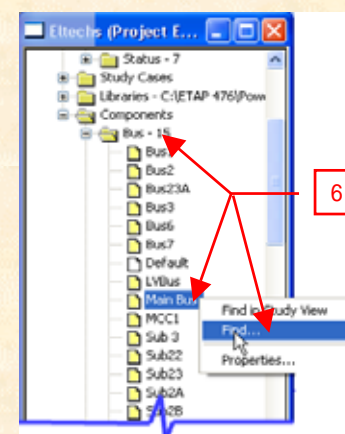 Eltechs (Project E...
Status - 7
Study Cases
Libraries - C:\ETAP 476\Pow
Components
Bus - 15
Bus1
Bus2
Bus23A
Bus3
Bus6
Bus7
Default
LVBus
Main Bus
MCC1
Sub 3
Sub22
Sub23
Sub2A
Sub2B
Find in Study View
Find...
Properties...
6